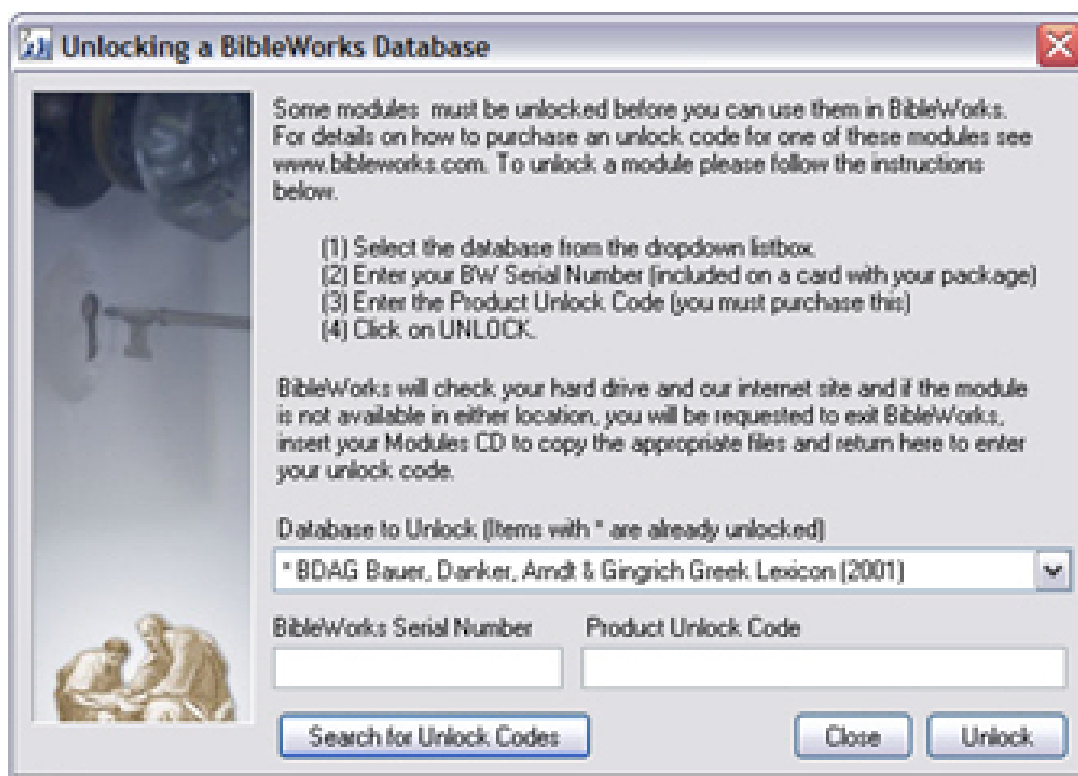 Unlocking a BibleWorks Database
Some modules must be unlocked before you can use them in BibleWorks.
For details on how to purchase an unlock code for one of these modules see
www.bibleworks.com. To unlock a module please follow the instructions
below.
(1) Select the database from the dropdown listbox.
(2) Enter your BW Serial Number (included on a card with your package)
(3) Enter the Product Unlock Code (you must purchase this)
(4) Click on UNLOCK.
BibleWorks will check your hard drive and our internet site and if the module
is not available in either location, you will be requested to exit BibleWorks,
insert your Modules CD to copy the appropriate files and return here to enter
your unlock code.
Database to Unlock (Items with * are already unlocked)
* BDAG Bauer, Danker, Arndt & Gingrich Greek Lexicon (2001)
BibleWorks Serial Number Product Unlock Code
Search for Unlock Codes Close Unlock